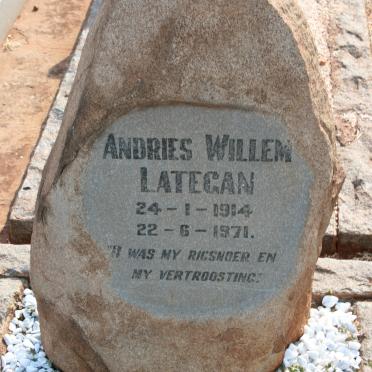 ANDRIES WILLEM
LATEGAN
24-1-1914
22-6-1971.
"U WAS MY RIGSNOER EN
MY VERTROOSTING."